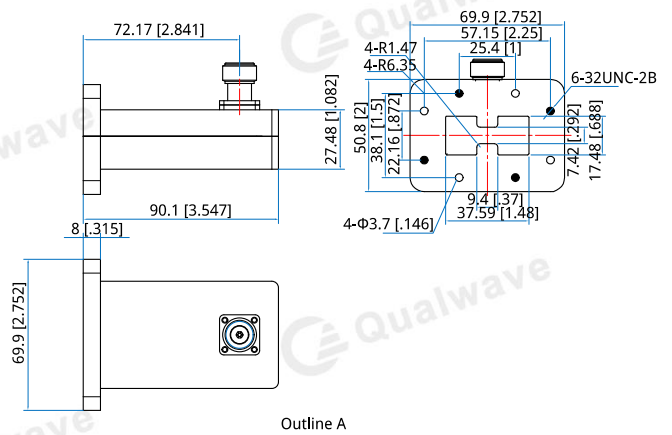 72.17 [2.841]
27.48 [1.082]
90.1 [3.547]
8 [.315]
69.9 [2.752]
69.9 [2.752]
57.15 [2.25]
25.4 [1]
4-R1.47
4-R6.35
6-32UNC-2B
50.8 [2]
38.1 [1.5]
22.16 [.872]
7.42 [.292]
17.48 [.688]
9.4 [.37]
37.59 [1.48]
4-Φ3.7 [.146]
Outline A
Qualwave
Qualwave
wave
wave